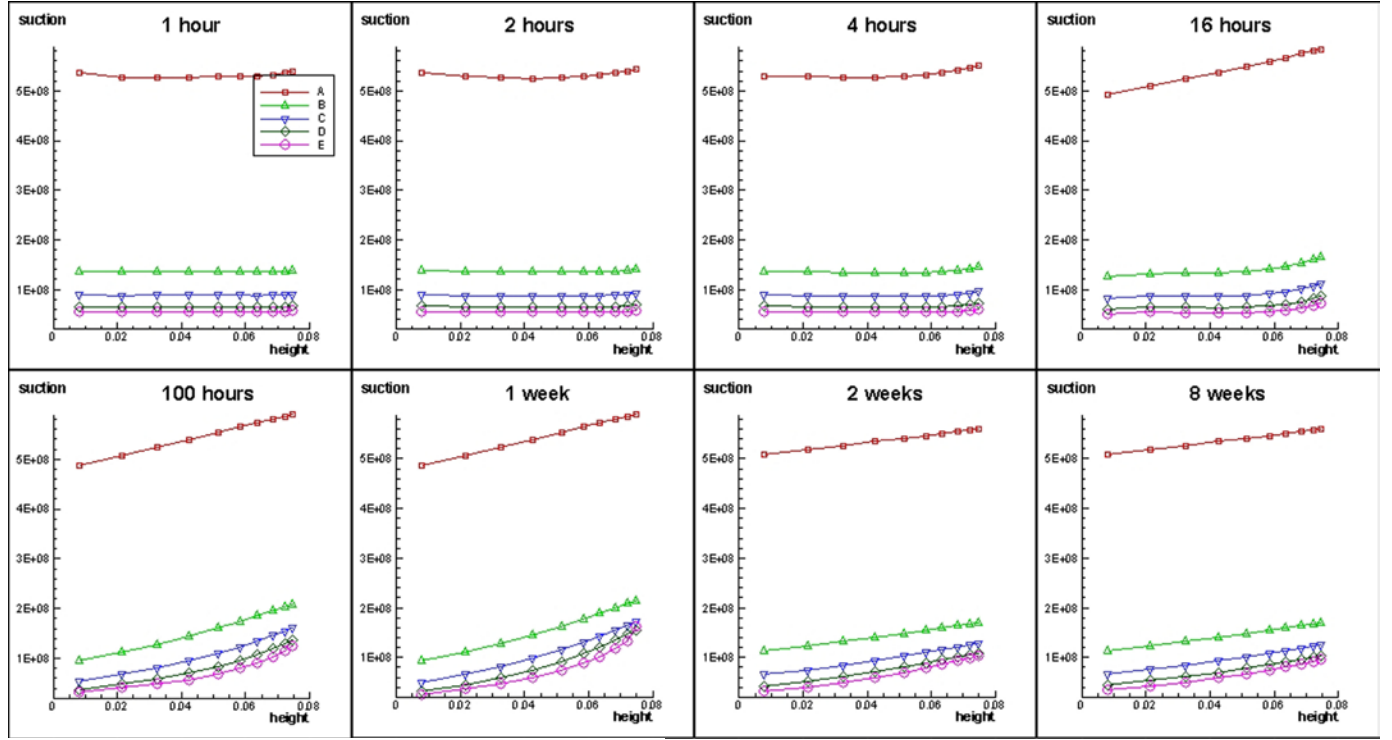 suction
1 hour
5E+08
4E+08
3E+08
2E+08
1E+08
0
0.02
0.04
0.06
0.08
height
A
B
C
D
E
suction
2 hours
5E+08
4E+08
3E+08
2E+08
1E+08
0
0.02
0.04
0.06
0.08
height
suction
4 hours
5E+08
4E+08
3E+08
2E+08
1E+08
0
0.02
0.04
0.06
0.08
height
suction
16 hours
5E+08
4E+08
3E+08
2E+08
1E+08
0
0.02
0.04
0.06
0.08
height
suction
100 hours
5E+08
4E+08
3E+08
2E+08
1E+08
0
0.02
0.04
0.06
0.08
height
suction
1 week
5E+08
4E+08
3E+08
2E+08
1E+08
0
0.02
0.04
0.06
0.08
height
suction
2 weeks
5E+08
4E+08
3E+08
2E+08
1E+08
0
0.02
0.04
0.06
0.08
height
suction
8 weeks
5E+08
4E+08
3E+08
2E+08
1E+08
0
0.02
0.04
0.06
0.08
height